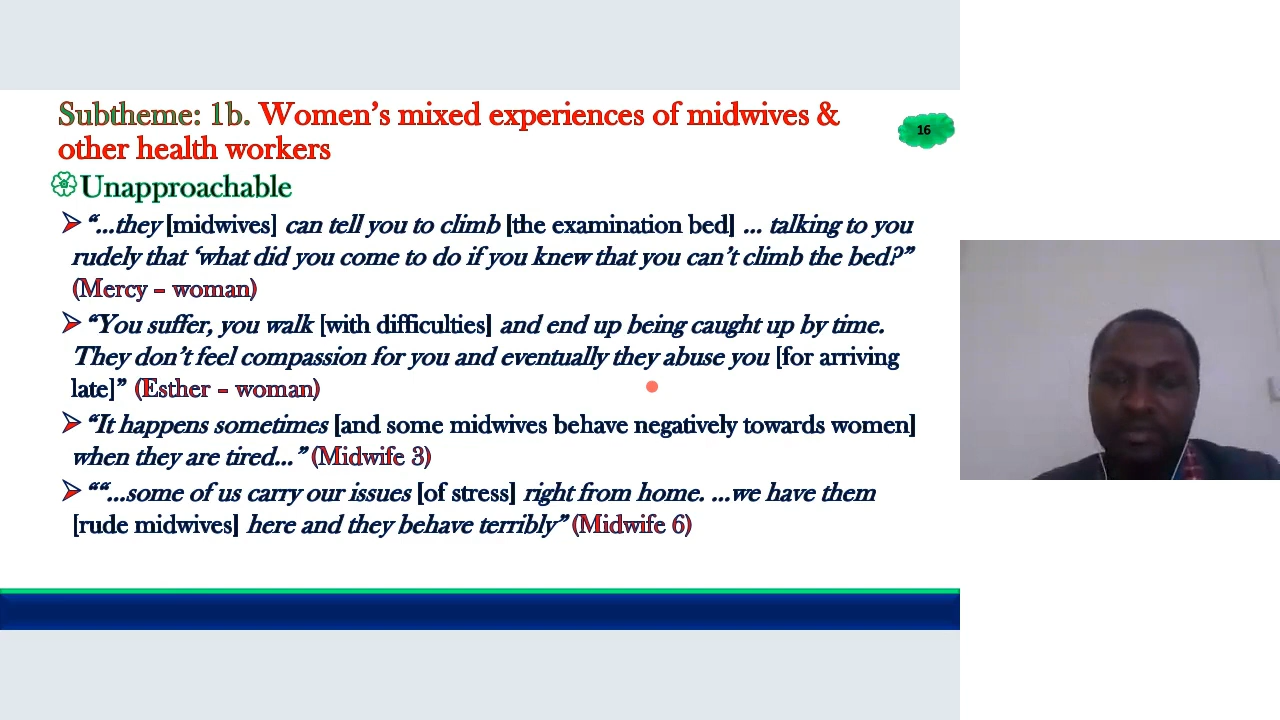 Subtheme: 1b. Women's mixed experiences of midwives &
other health workers
16
Unapproachable
“...they [midwives] can tell you to climb [the examination bed] ... talking to you
rudely that ‘what did you come to do if you knew that you can’t climb the bed?”
(Mercy – woman)
“You suffer, you walk [with difficulties] and end up being caught up by time.
They don’t feel compassion for you and eventually they abuse you [for arriving
late]” (Esther – woman)
“It happens sometimes [and some midwives behave negatively towards women]
when they are tired...” (Midwife 3)
““...some of us carry our issues [of stress] right from home. ...we have them
[rude midwives] here and they behave terribly” (Midwife 6)